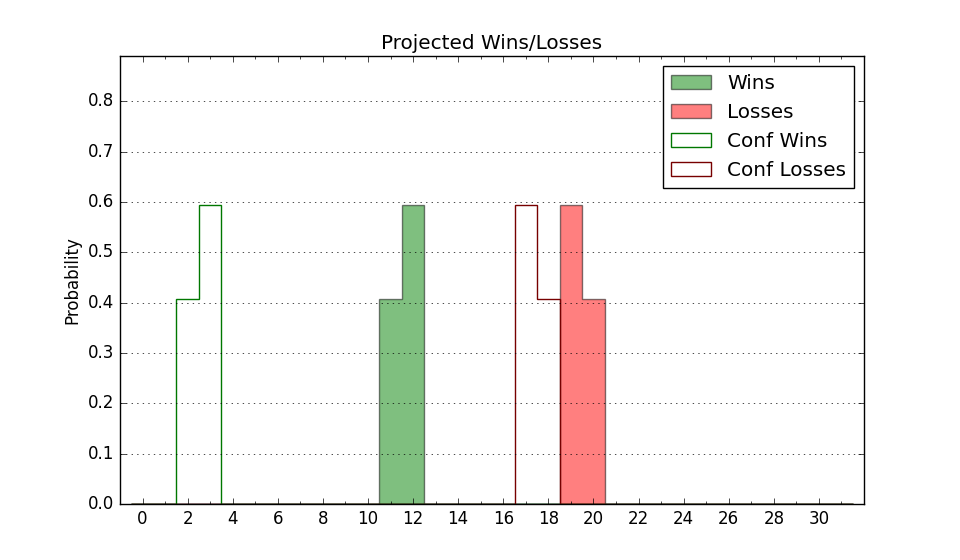 Projected Wins/Losses
Wins
Losses
Conf Wins
Conf Losses
Probability
0.8
0.7
0.6
0.5
0.4
0.3
0.2
0.1
0.0
0 2 4 6 8 10 12 14 16 18 20 22 24 26 28 30